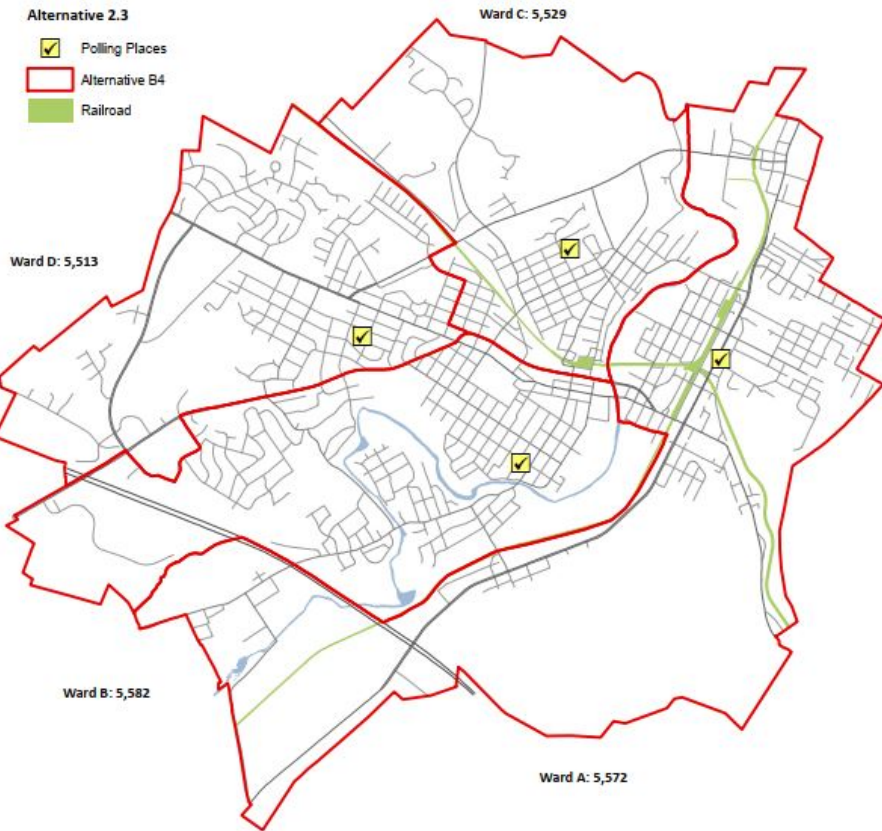 Alternative 2.3
Polling Places
Alternative B4
Railroad
Ward C: 5,529
Ward D: 5,513
Ward B: 5,582
Ward A: 5,572